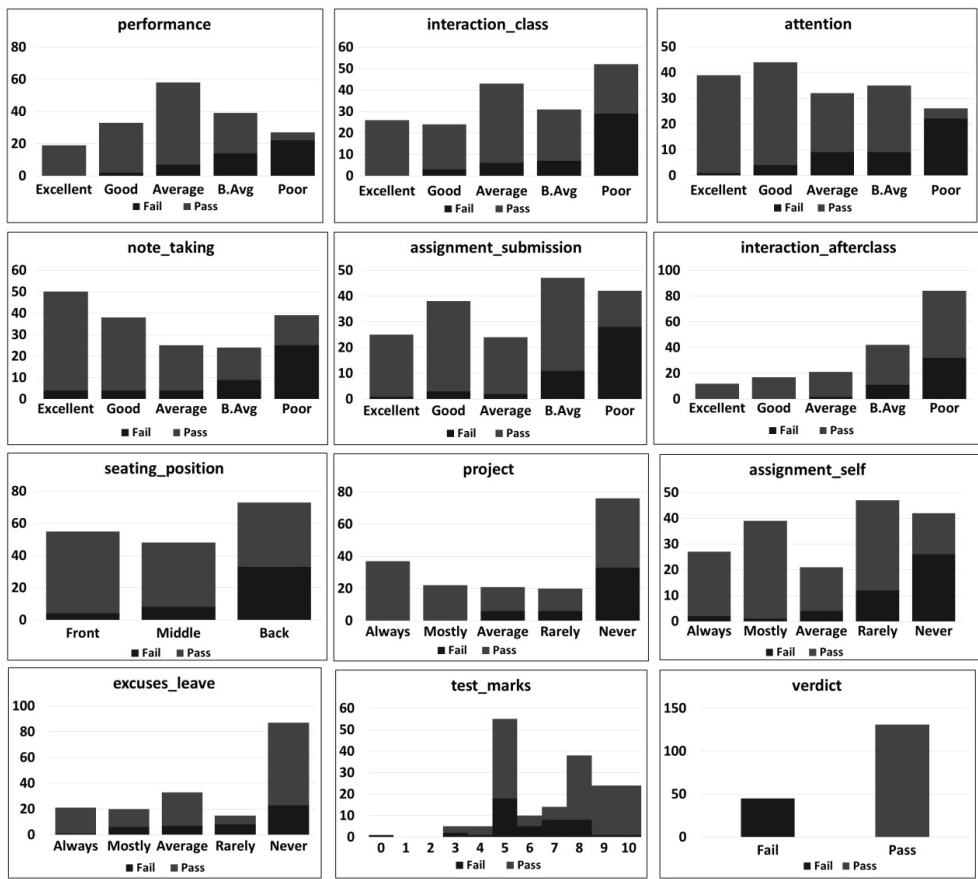 performance
80
60
40
20
0
Excellent Good Average B.Avg Poor
Fail Pass
interaction_class
60
50
40
30
20
10
0
Excellent Good Average B.Avg Poor
Fail Pass
attention
50
40
30
20
10
0
Excellent Good Average B.Avg Poor
Fail Pass
note_taking
60
50
40
30
20
10
0
Excellent Good Average B.Avg Poor
Fail Pass
assignment_submission
50
40
30
20
10
0
Excellent Good Average B.Avg Poor
Fail Pass
interaction_afterclass
100
80
60
40
20
0
Excellent Good Average B.Avg Poor
Fail Pass
seating_position
80
60
40
20
0
Front Middle Back
Fail Pass
project
80
60
40
20
0
Always Mostly Average Rarely Never
Fail Pass
assignment_self
50
40
30
20
10
0
Always Mostly Average Rarely Never
Fail Pass
excuses_leave
100
80
60
40
20
0
Always Mostly Average Rarely Never
Fail Pass
test_marks
60
50
40
30
20
10
0
0 1 2 3 4 5 6 7 8 9 10
Fail Pass
verdict
150
100
50
0
Fail Pass
Fail Pass